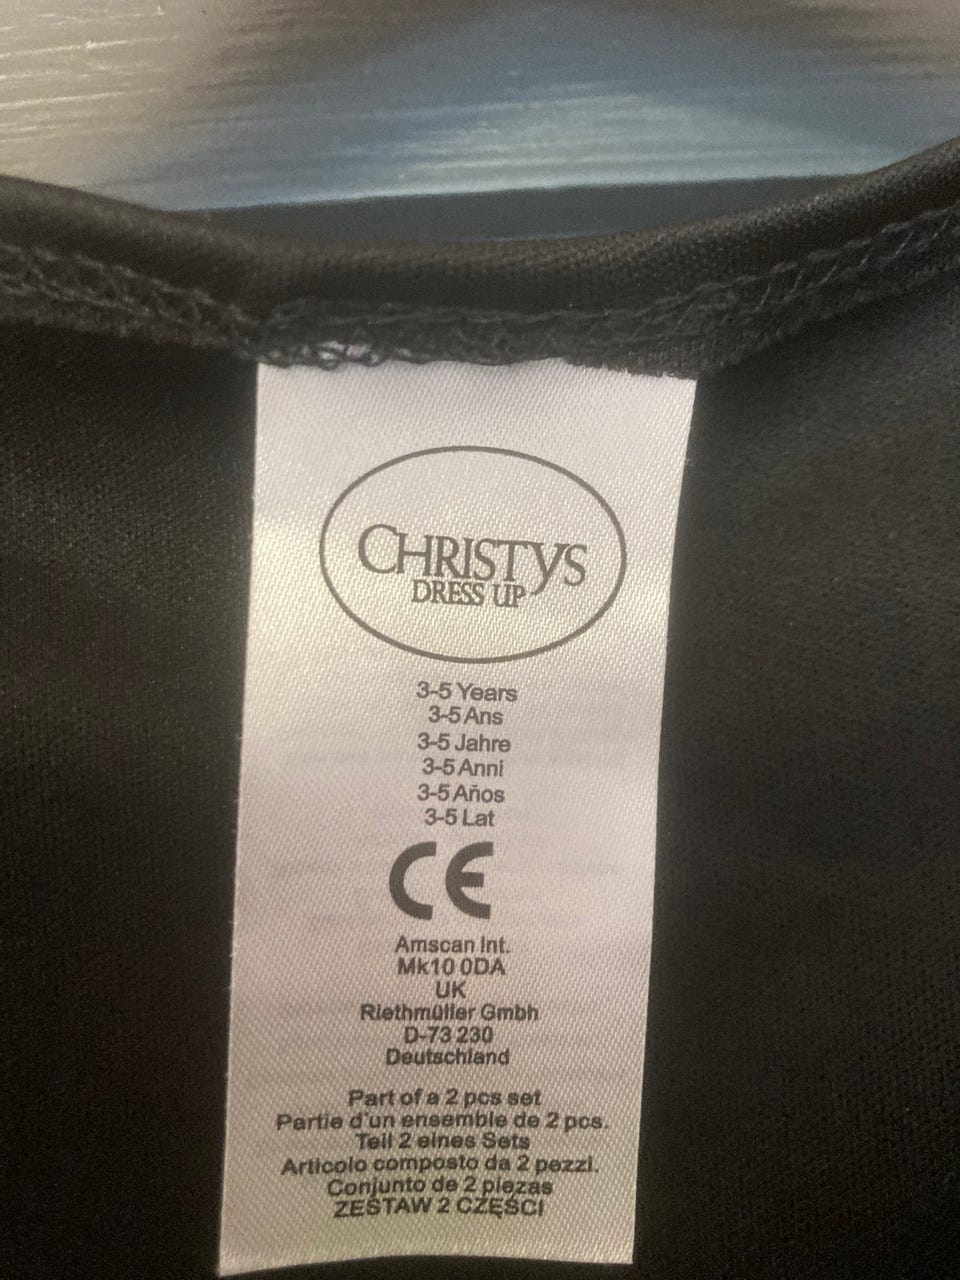 CHRISTYS
DRESS UP
3-5 Years
3-5 Ans
3-5 Jahre
3-5 Anni
3-5 Años
3-5 Lat
CE
Amscan Int.
Mk10 0DA
UK
Riethmüller Gmbh
D-73 230
Deutschland
Part of a 2 pcs set
Partie d'un ensemble de 2 pcs.
Teil 2 eines Sets
Articolo composto da 2 pezzi.
Conjunto de 2 piezas
ZESTAW 2 CZĘŚCI